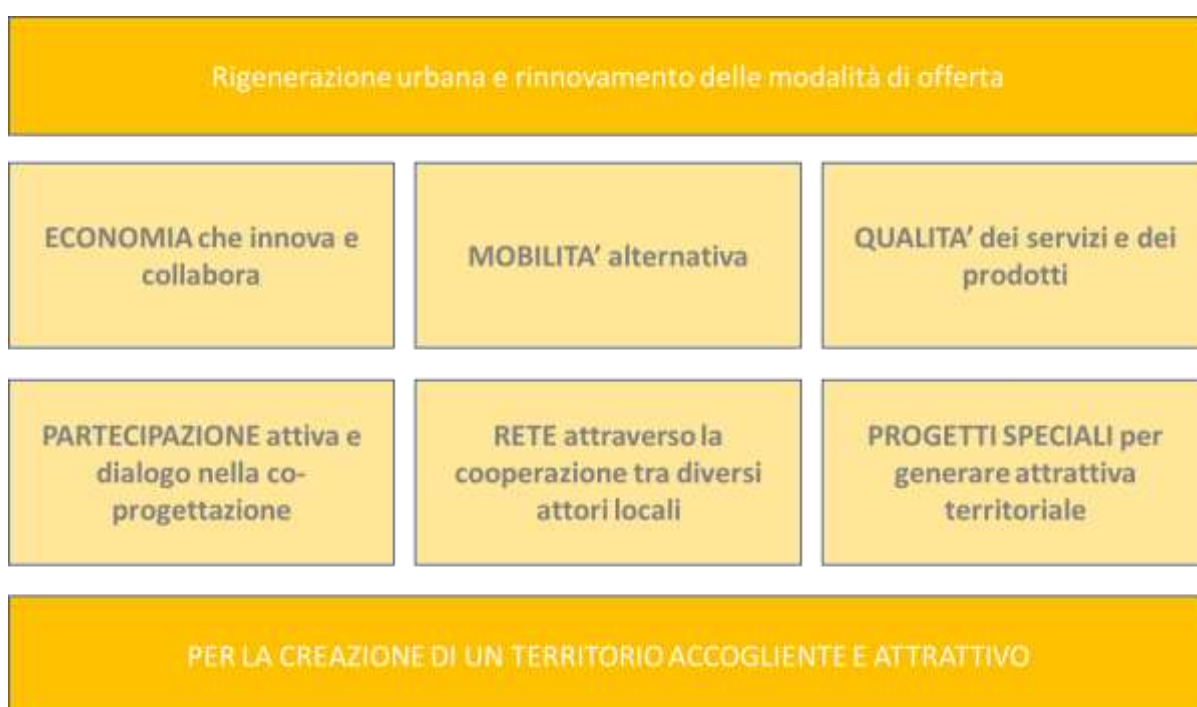 Rigenerazione urbana e rinnovamento delle modalità di offerta
ECONOMIA che innova e
collabora
MOBILITA’ alternativa
QUALITA’ dei servizi e dei
prodotti
PARTECIPAZIONE attiva e
dialogo nella co-
progettazione
RETE attraverso la
cooperazione tra diversi
attori locali
PROGETTI SPECIALI per
generare attrattiva
territoriale
PER LA CREAZIONE DI UN TERRITORIO ACCOGLIENTE E ATTRATTIVO